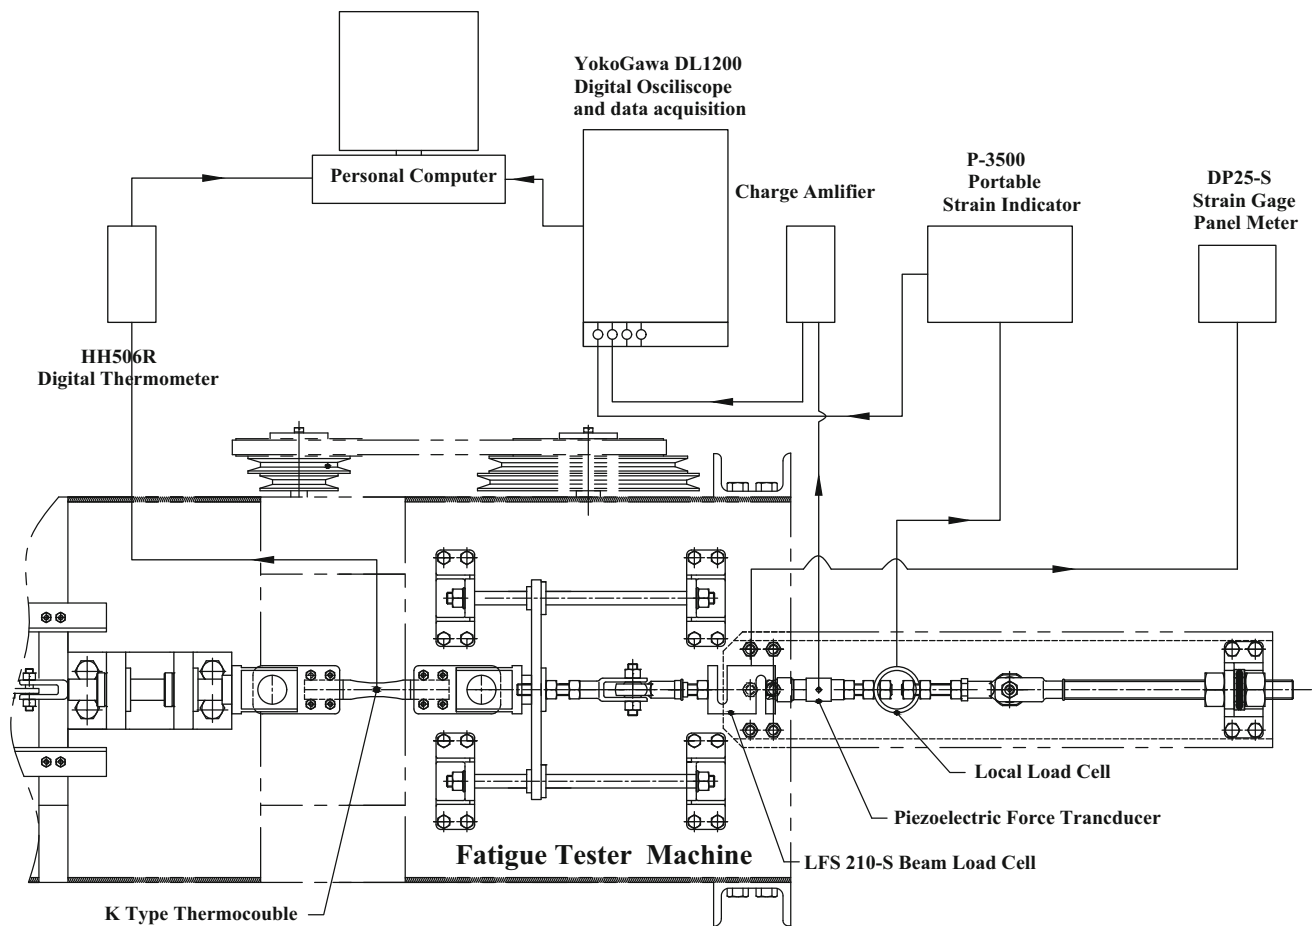 YokoGawa DL1200
Digital Osciliscope
and data acquisition
P-3500
Portable
Strain Indicator
DP25-S
Strain Gage
Panel Meter
Personal Computer
Charge Amlifier
HH506R
Digital Thermometer
Local Load Cell
Piezoelectric Force Trancducer
Fatigue Tester Machine
LFS 210-S Beam Load Cell
K Type Thermocouble